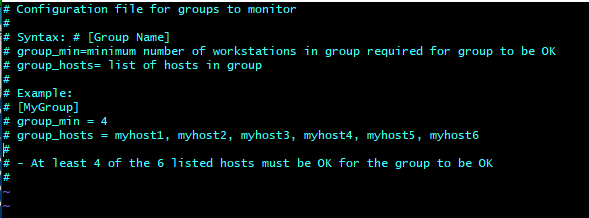 # Configuration file for groups to monitor
#
# Syntax: # [Group Name]
# group_min=minimum number of workstations in group required for group to be OK
# group_hosts= list of hosts in group
#
# Example:
# [MyGroup]
# group_min = 4
# group_hosts = myhost1, myhost2, myhost3, myhost4, myhost5, myhost6
#
# - At least 4 of the 6 listed hosts must be OK for the group to be OK
#
~
~